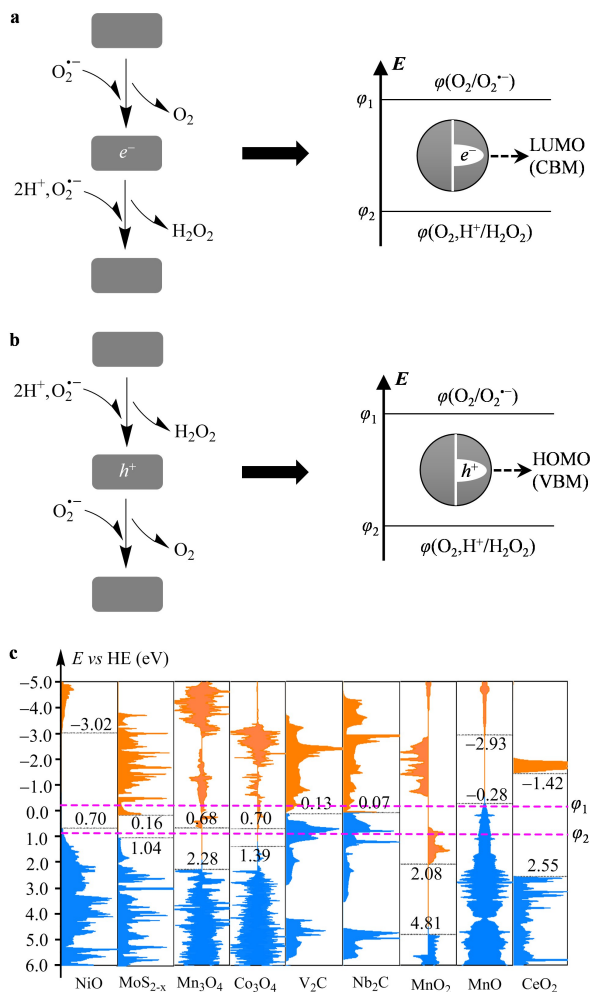 a
O₂•⁻
O₂
e⁻
2H⁺,O₂•⁻
H₂O₂
E
φ₁
φ(O₂/O₂•⁻)
e⁻
LUMO
(CBM)
φ₂
φ(O₂,H⁺/H₂O₂)
b
2H⁺,O₂•⁻
H₂O₂
h⁺
O₂•⁻
O₂
E
φ₁
φ(O₂/O₂•⁻)
h⁺
HOMO
(VBM)
φ₂
φ(O₂,H⁺/H₂O₂)
c
E vs HE (eV)
−5.0
−4.0
−3.0
−2.0
−1.0
0.0
1.0
2.0
3.0
4.0
5.0
6.0
−3.02
0.70
0.16
1.04
0.68
2.28
0.70
1.39
0.13
0.07
2.08
4.81
−2.93
−0.28
−1.42
2.55
φ₁
φ₂
NiO
MoS₂₋ₓ
Mn₃O₄
Co₃O₄
V₂C
Nb₂C
MnO₂
MnO
CeO₂